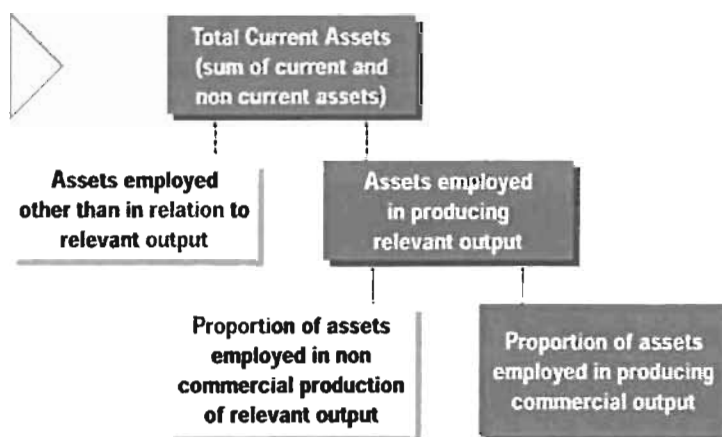 Total Current Assets
(sum of current and
non current assets)
Assets employed
other than in relation to
relevant output
Assets employed
in producing
relevant output
Proportion of assets
employed in non
commercial production
of relevant output
Proportion of assets
employed in producing
commercial output